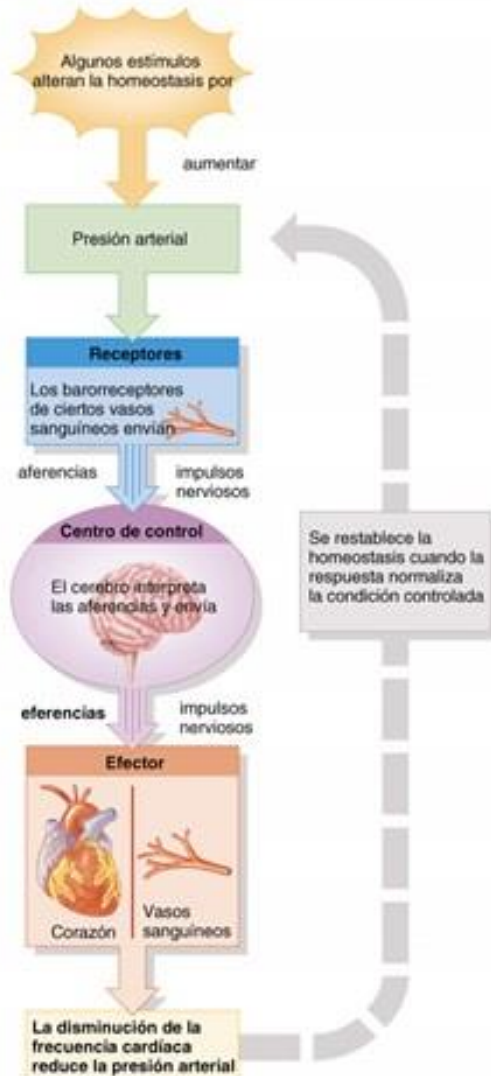 Algunos estímulos
alteran la homeostasis por
aumentar
Presión arterial
Receptores
Los barorreceptores
de ciertos vasos
sanguíneos envían
aferencias
impulsos
nerviosos
Centro de control
El cerebro interpreta
las aferencias y envía
eferencias
impulsos
nerviosos
Efector
Corazón
Vasos
sanguíneos
La disminución de la
frecuencia cardíaca
reduce la presión arterial
Se restablece la
homeostasis cuando la
respuesta normaliza
la condición controlada